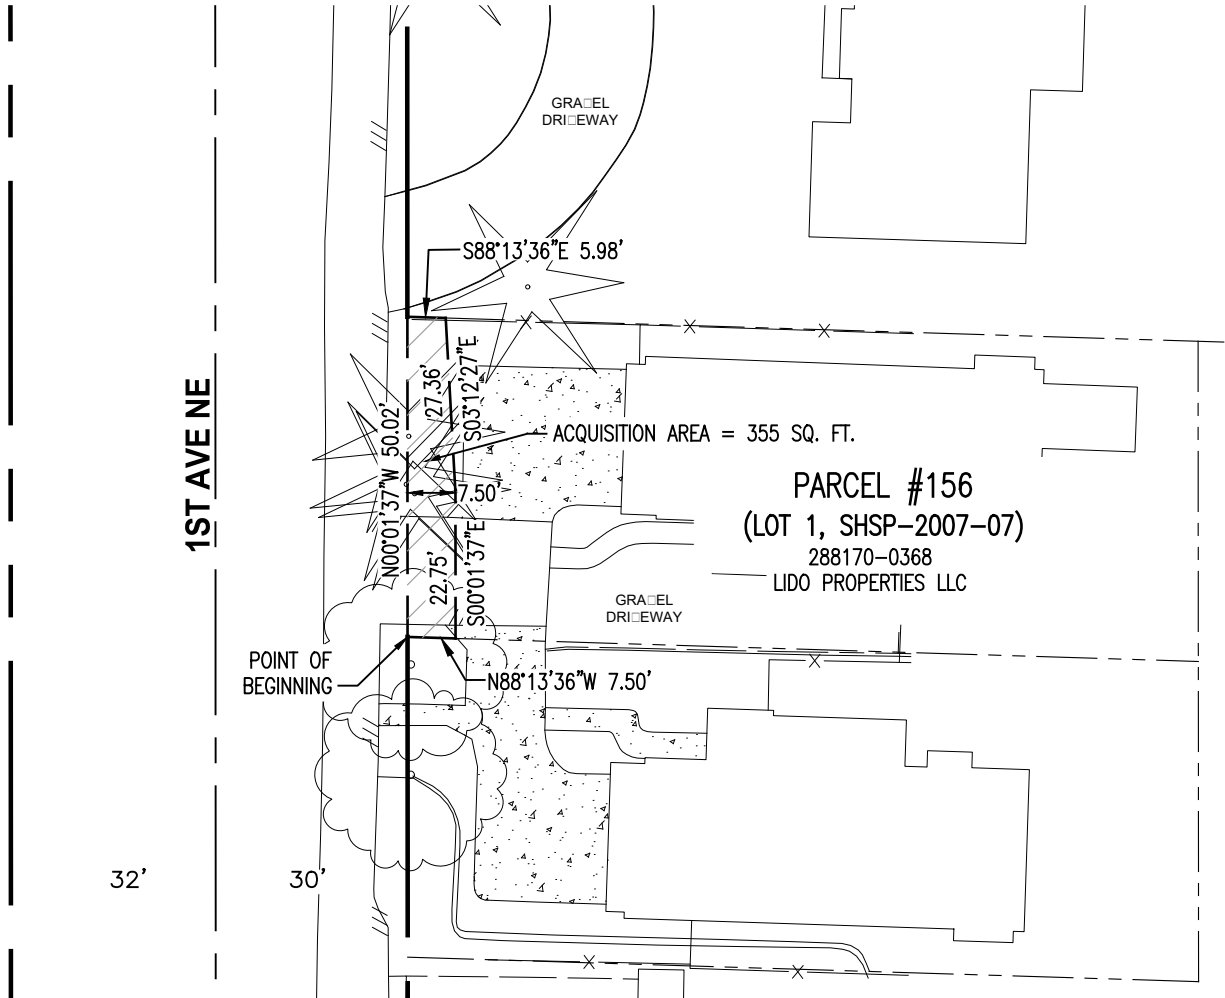 GRA□EL
DRI□EWAY
S88°13'36"E 5.98'
27.36'
S03°12'27"E
N00°01'37"W 50.02'
1ST AVE NE
ACQUISITION AREA = 355 SQ. FT.
7.50'
PARCEL #156
(LOT 1, SHSP-2007-07)
288170-0368
LIDO PROPERTIES LLC
22.75'
S00°01'37"E
GRA□EL
DRI□EWAY
POINT OF
BEGINNING
N88°13'36"W 7.50'
32'
30'